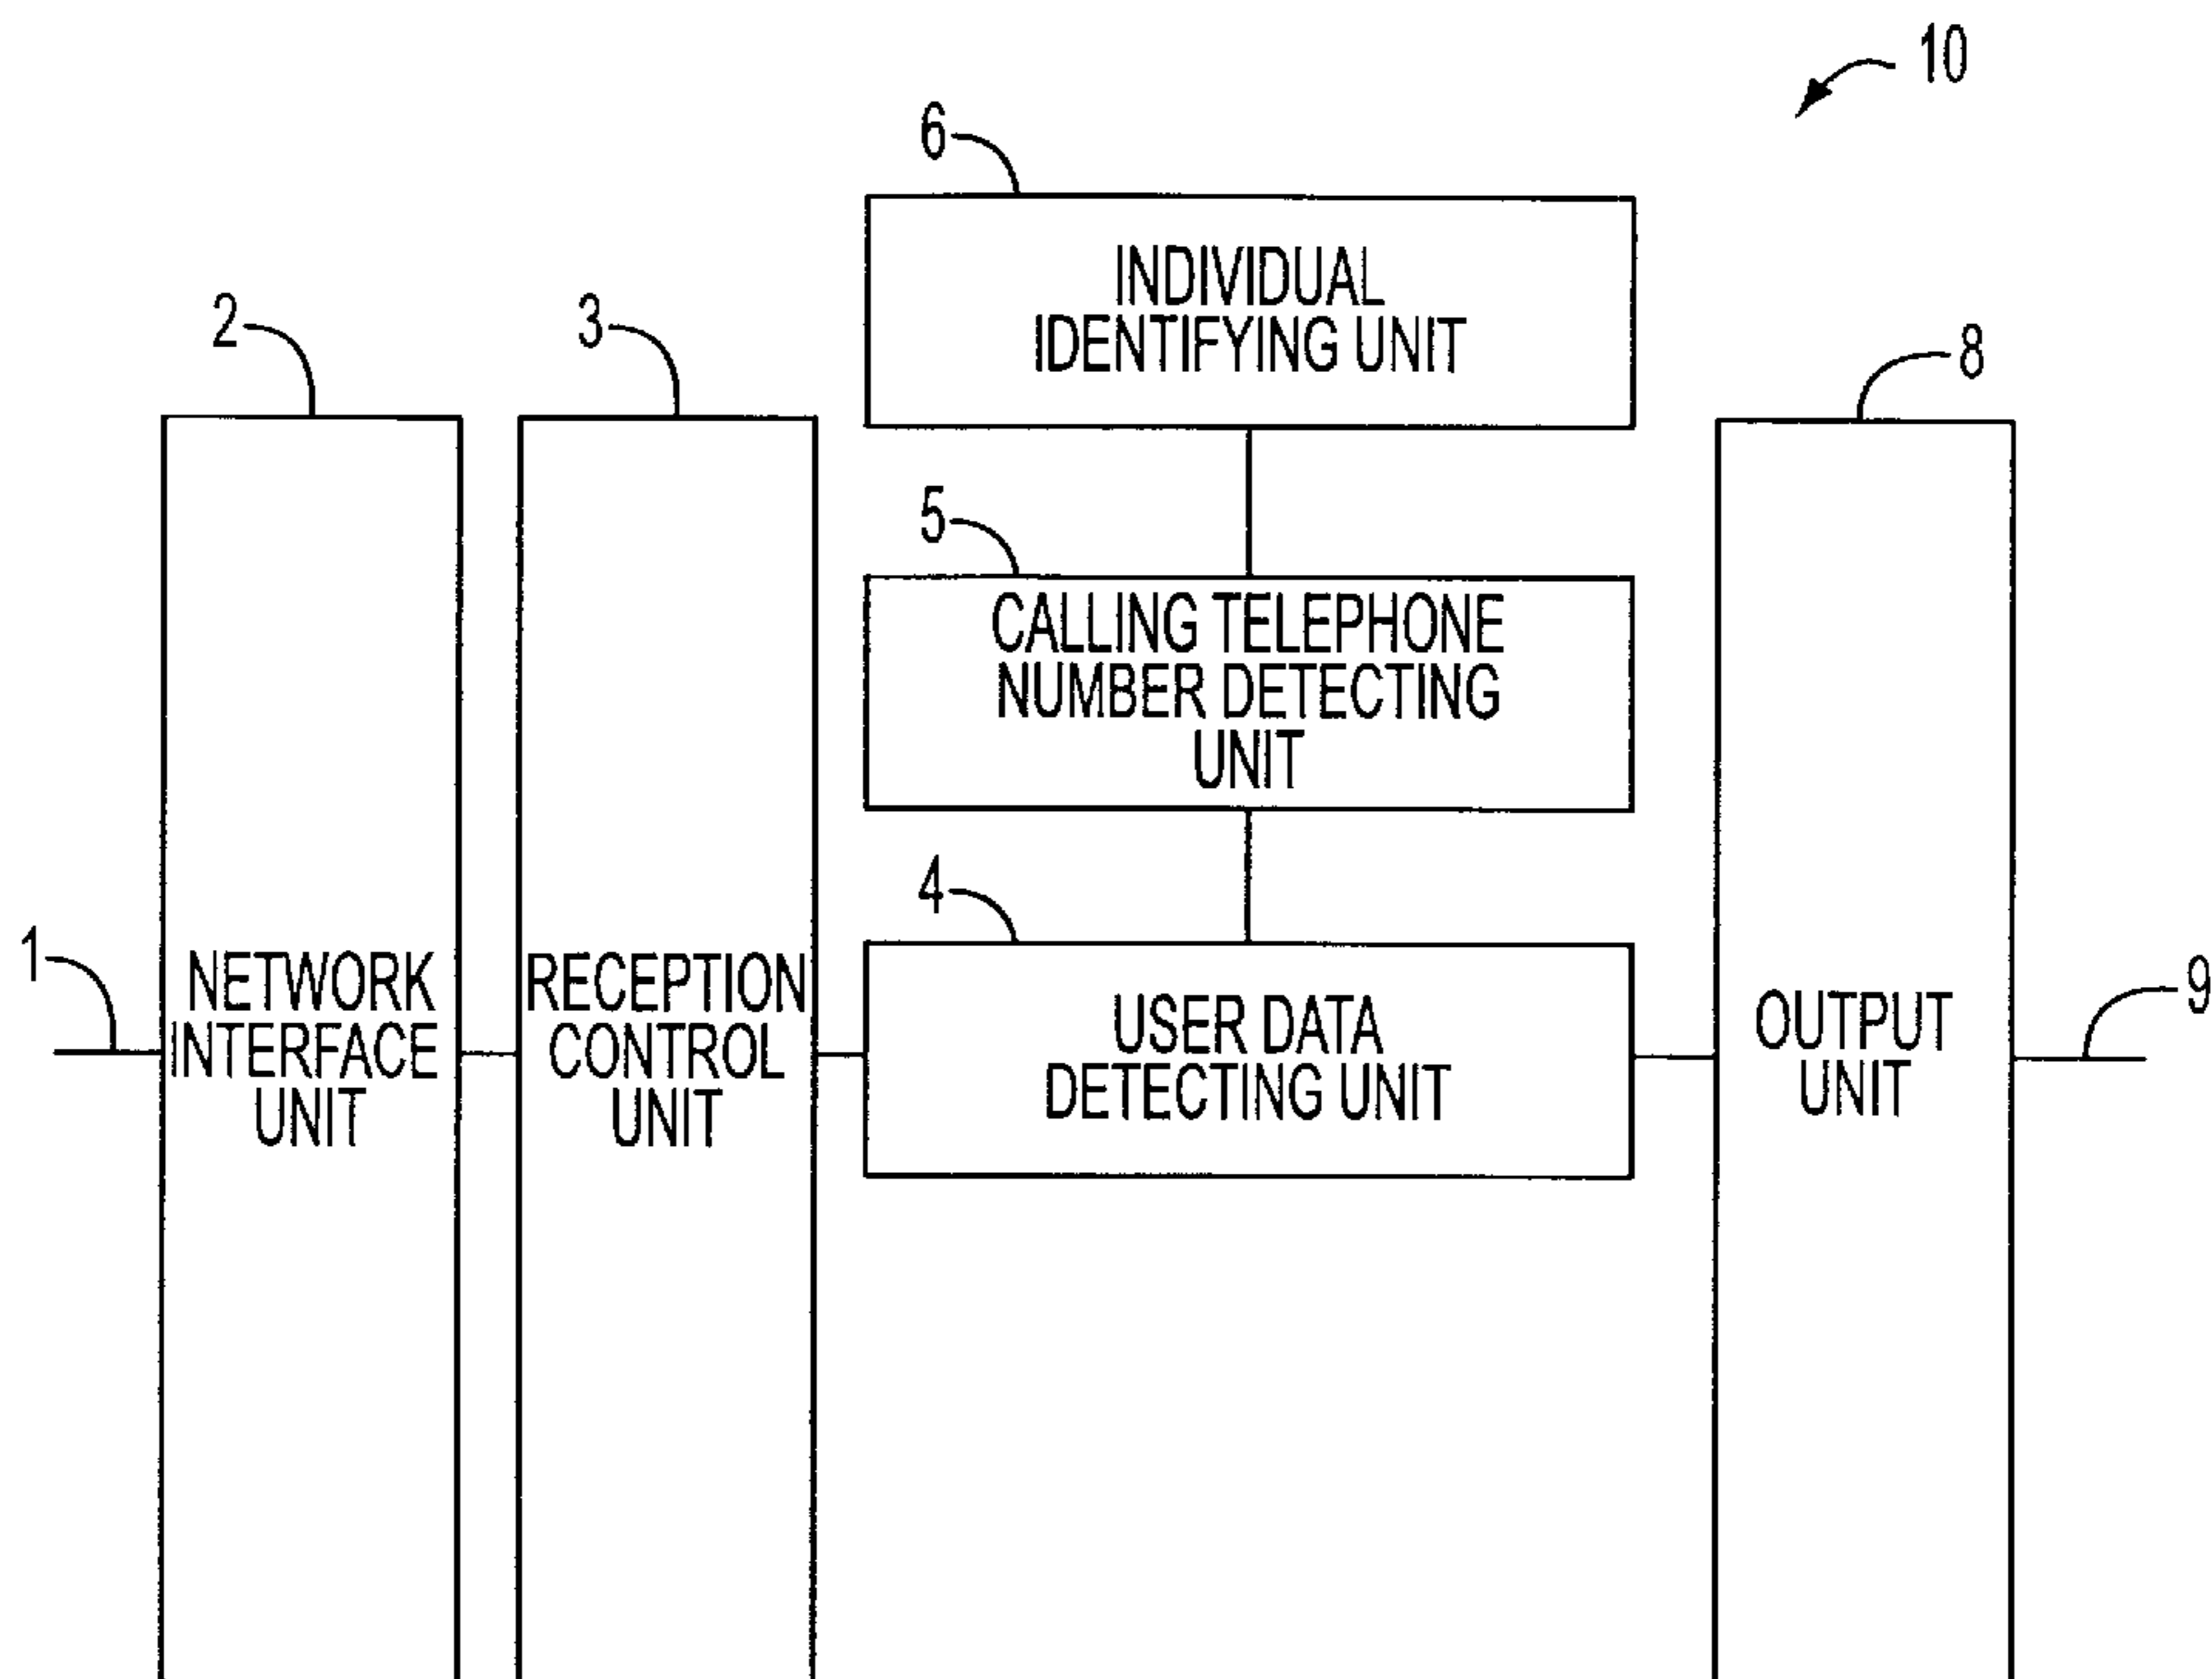 10
6
INDIVIDUAL
IDENTIFYING UNIT
2
3
8
5
CALLING TELEPHONE
NUMBER DETECTING
UNIT
4
1
NETWORK
INTERFACE
UNIT
RECEPTION
CONTROL
UNIT
USER DATA
DETECTING UNIT
OUTPUT
UNIT
9